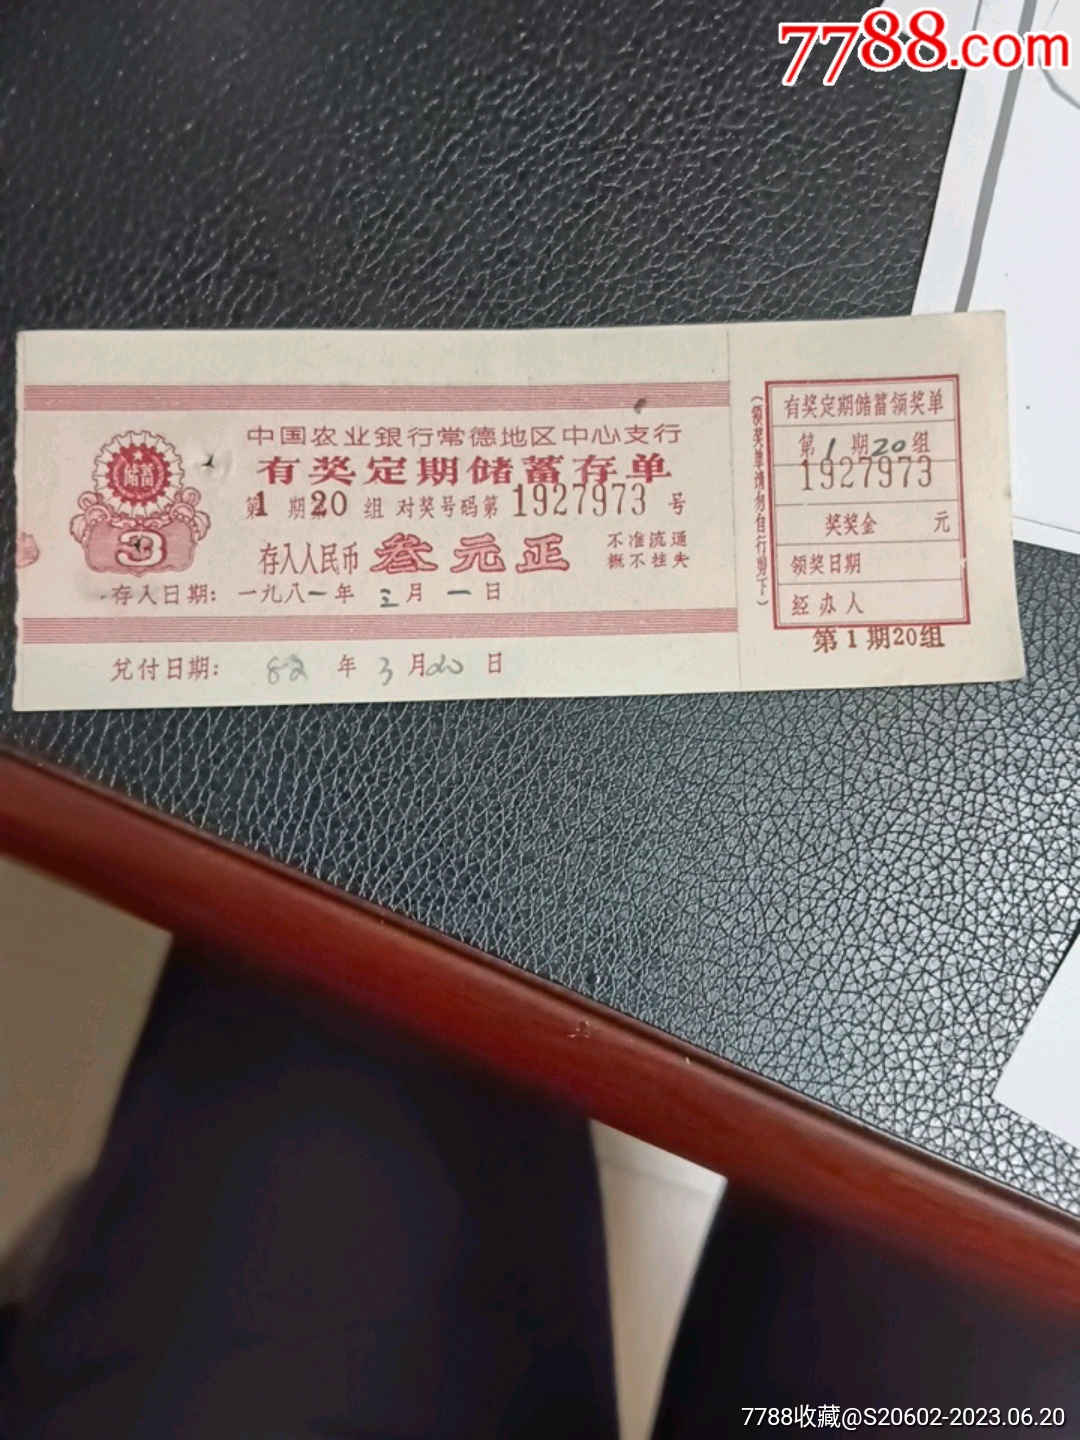 7788.com
中国农业银行常德地区中心支行
有奖定期储蓄存单
储蓄
第1期第20组 对奖号码第1927973号
3
存入人民币 叁元正
不准流通
概不挂失
存入日期：一九八一年 三月 一日
兑付日期： 82 年 3 月20 日
（领奖单请勿自行剪下）
有奖定期储蓄领奖单
第1期20组
1927973
奖奖金 元
领奖日期
经办人
第1期20组
7788收藏@S20602-2023.06.20